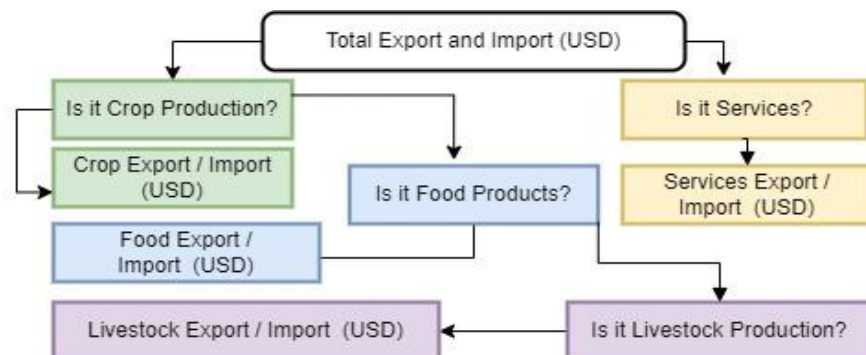 Total Export and Import (USD)
Is it Crop Production?
Is it Services?
Crop Export / Import
(USD)
Is it Food Products?
Services Export /
Import (USD)
Food Export /
Import (USD)
Livestock Export / Import (USD)
Is it Livestock Production?